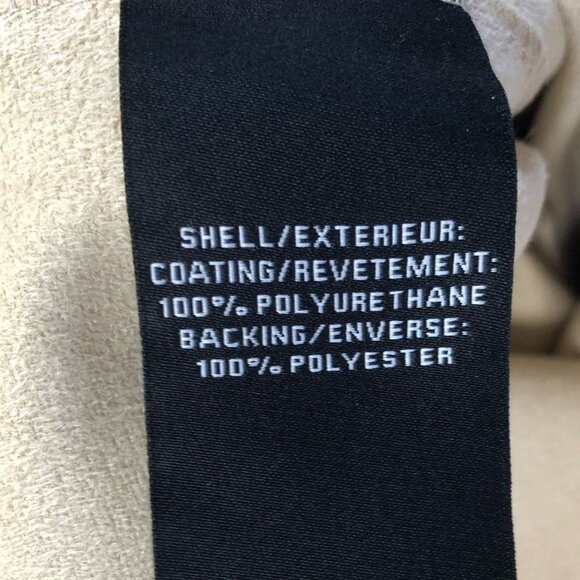 SHELL/EXTERIEUR:
COATING/REVETEMENT:
100% POLYURETHANE
BACKING/ENVERSE:
100% POLYESTER